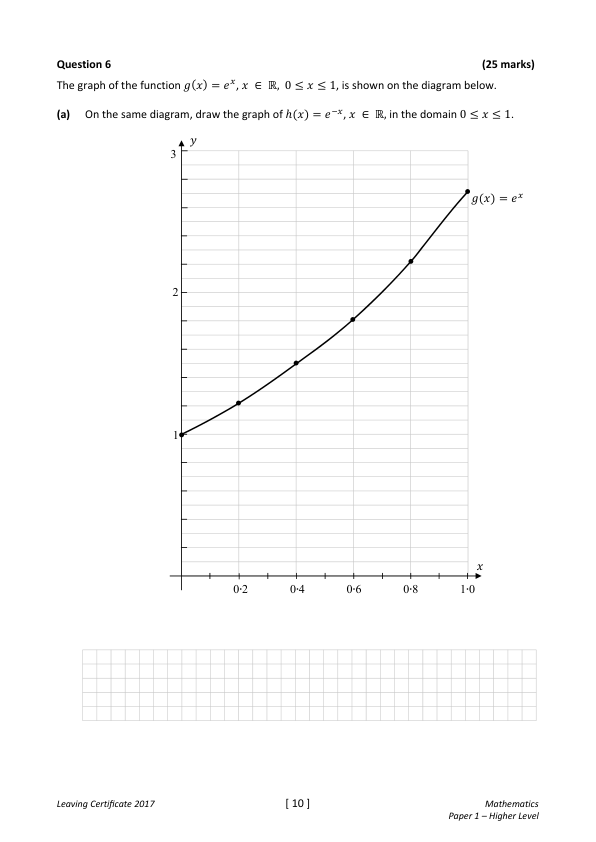 Question 6 (25 marks)
The graph of the function g(x) = eˣ, x ∈ ℝ, 0 ≤ x ≤ 1, is shown on the diagram below.
(a) On the same diagram, draw the graph of h(x) = e⁻ˣ, x ∈ ℝ, in the domain 0 ≤ x ≤ 1.
y
3
g(x) = eˣ
2
1
x
0·2 0·4 0·6 0·8 1·0
Leaving Certificate 2017 [ 10 ] Mathematics
Paper 1 – Higher Level